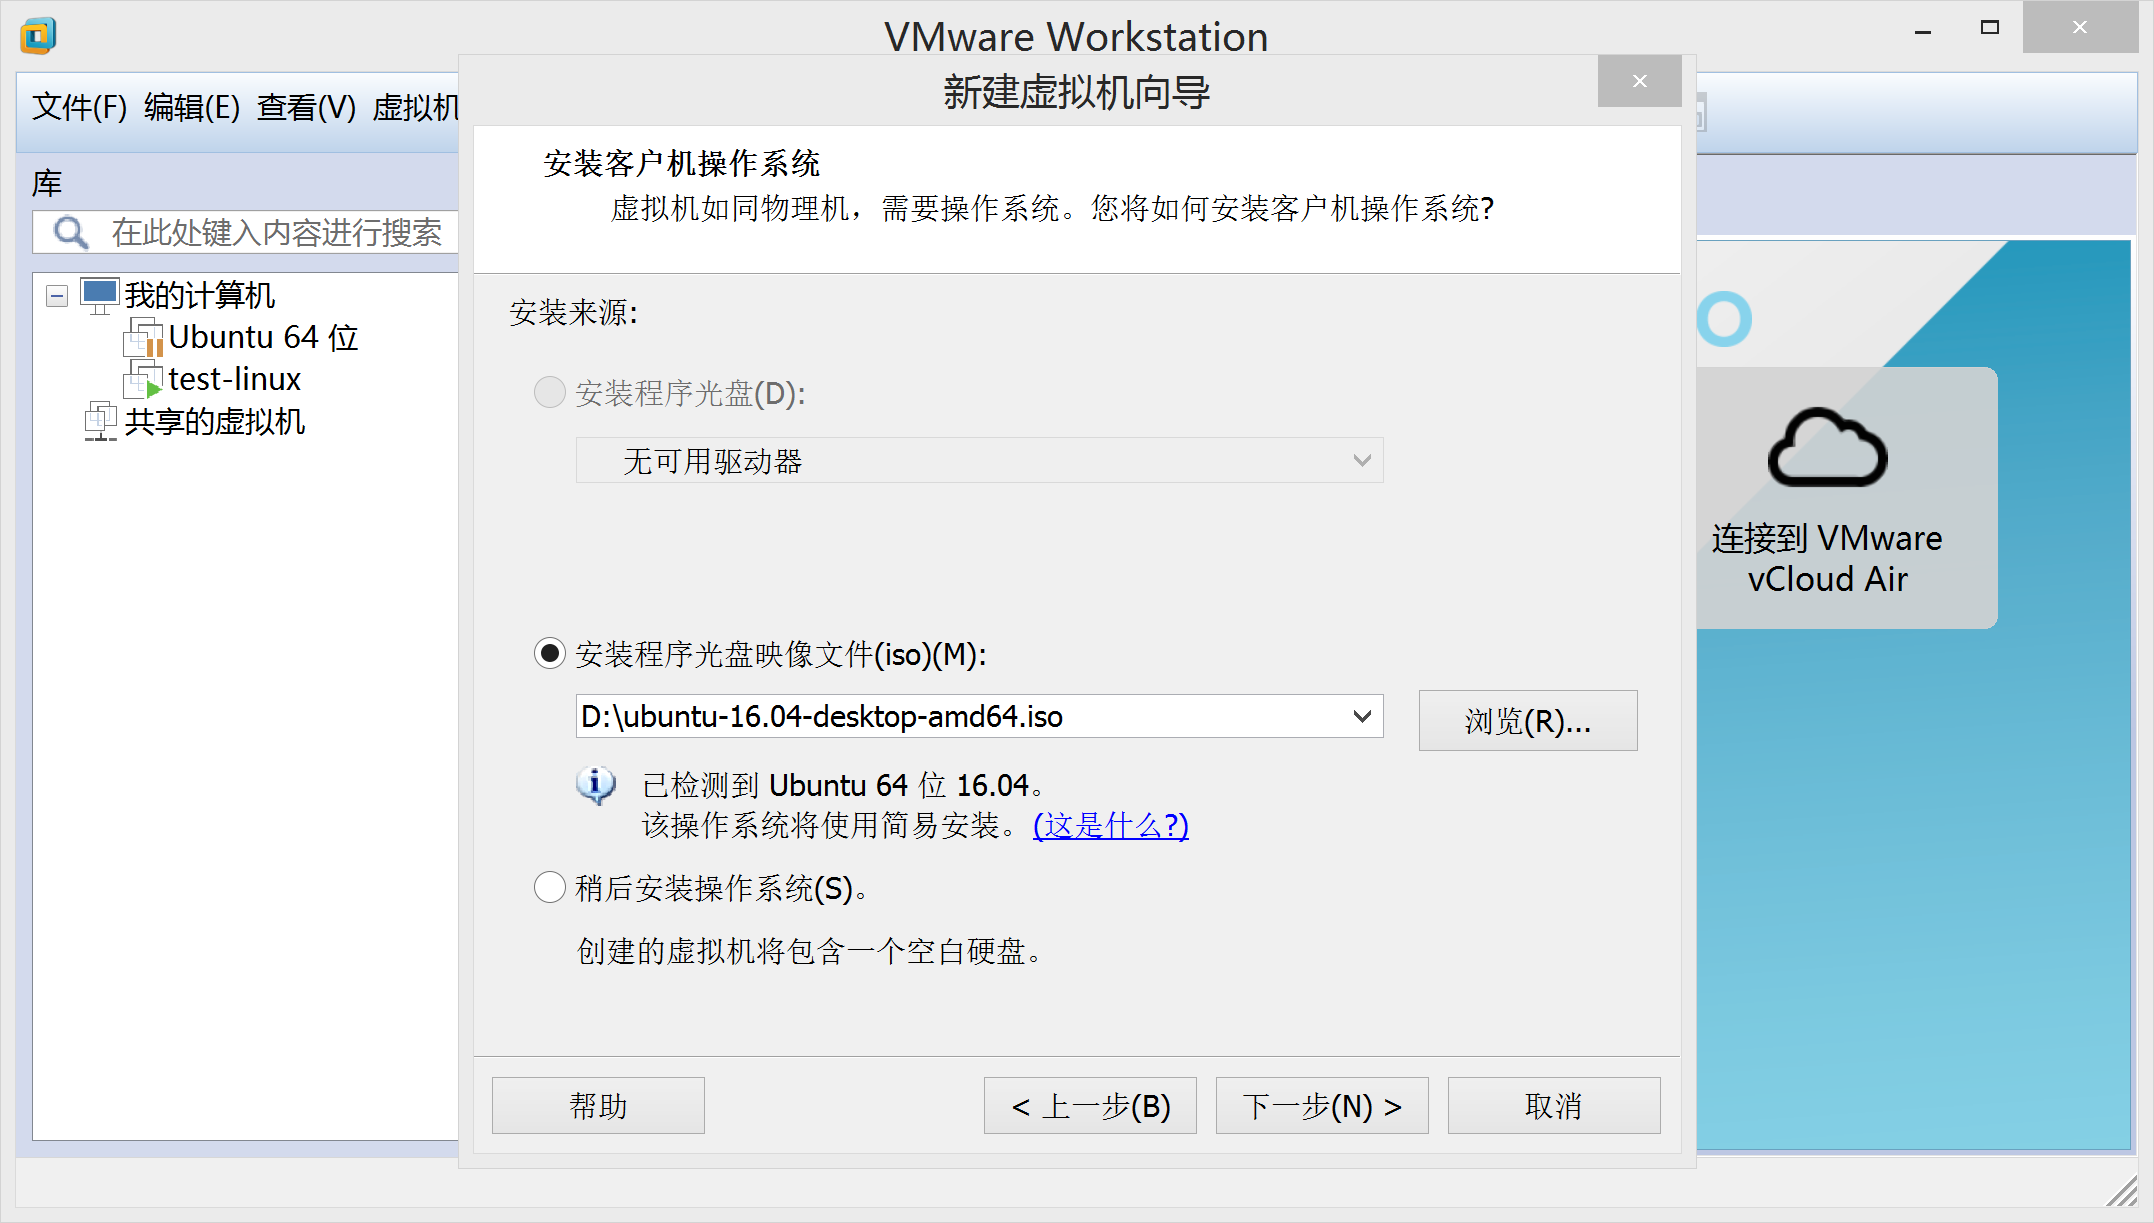 VMware Workstation
文件(F) 编辑(E) 查看(V) 虚拟机
新建虚拟机向导
库
在此处键入内容进行搜索
我的计算机
Ubuntu 64 位
test-linux
共享的虚拟机
安装客户机操作系统
虚拟机如同物理机，需要操作系统。您将如何安装客户机操作系统?
安装来源:
安装程序光盘(D):
无可用驱动器
安装程序光盘映像文件(iso)(M):
D:\ubuntu-16.04-desktop-amd64.iso
浏览(R)...
已检测到 Ubuntu 64 位 16.04。
该操作系统将使用简易安装。(这是什么?)
稍后安装操作系统(S)。
创建的虚拟机将包含一个空白硬盘。
帮助
< 上一步(B)
下一步(N) >
取消
连接到 VMware
vCloud Air